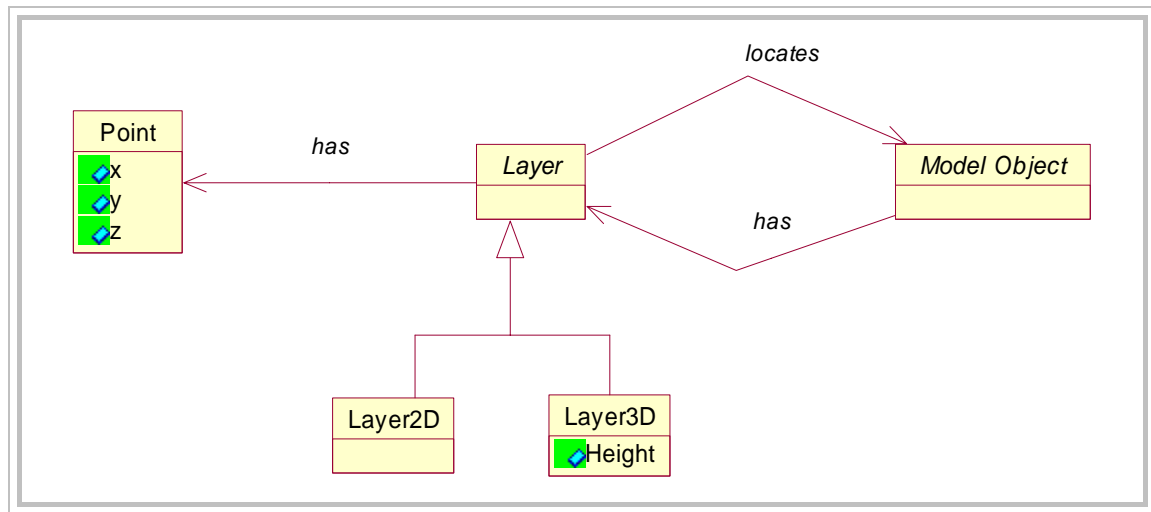 locates
Point
x
y
z
has
Layer
Model Object
has
Layer2D
Layer3D
Height